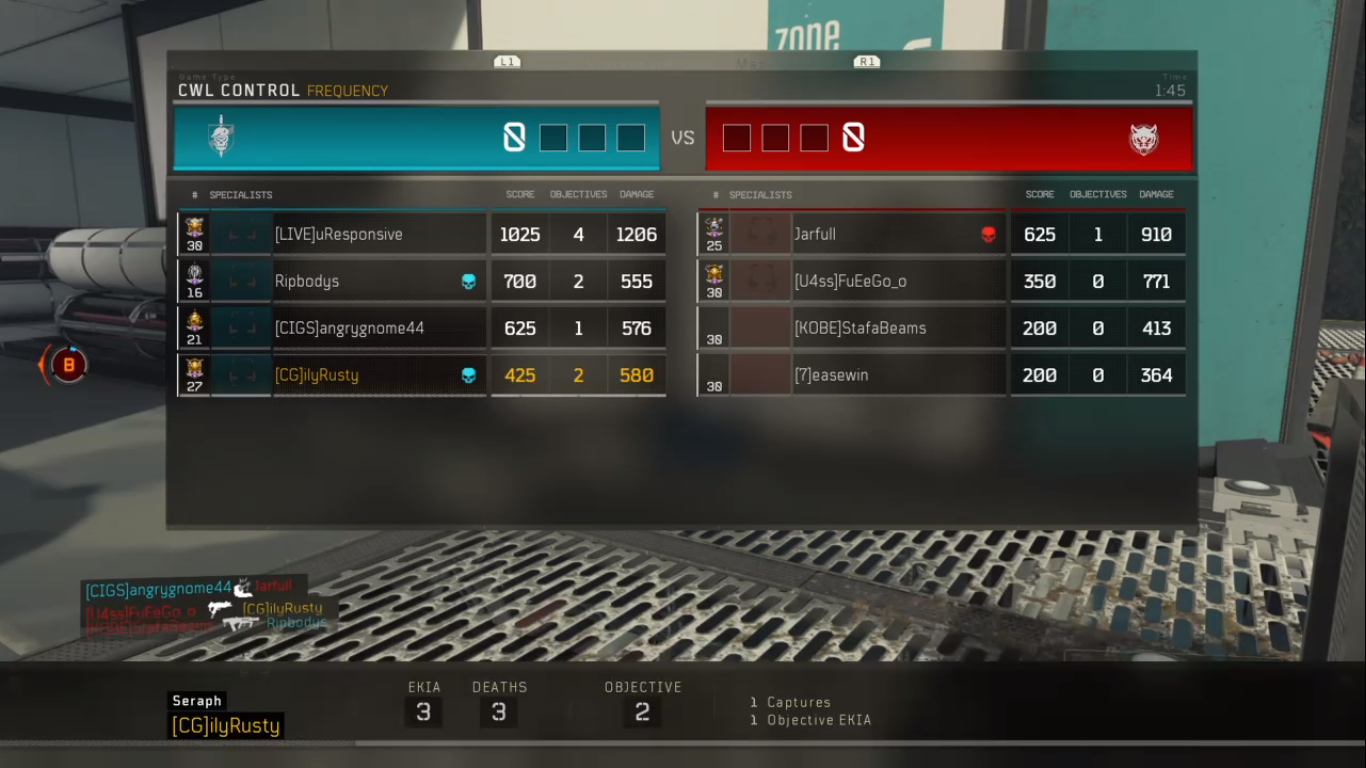 zone
L1
R1
Game Type
CWL CONTROL FREQUENCY
Time
1:45
0 VS 0
# SPECIALISTS SCORE OBJECTIVES DAMAGE
30 [LIVE]uResponsive 1025 4 1206
16 Ripbodys 700 2 555
21 [CIGS]angrygnome44 625 1 576
27 [CG]ilyRusty 425 2 580
# SPECIALISTS SCORE OBJECTIVES DAMAGE
25 Jarfull 625 1 910
30 [U4ss]FuEeGo_o 350 0 771
30 [KOBE]StafaBeams 200 0 413
30 [7]easewin 200 0 364
B
[CIGS]angrygnome44 Jarfull
[U4ss]FuEeGo_o [CG]ilyRusty
[KOBE]StafaBeams Ripbodys
Seraph
[CG]ilyRusty
EKIA DEATHS OBJECTIVE
3 3 2
1 Captures
1 Objective EKIA